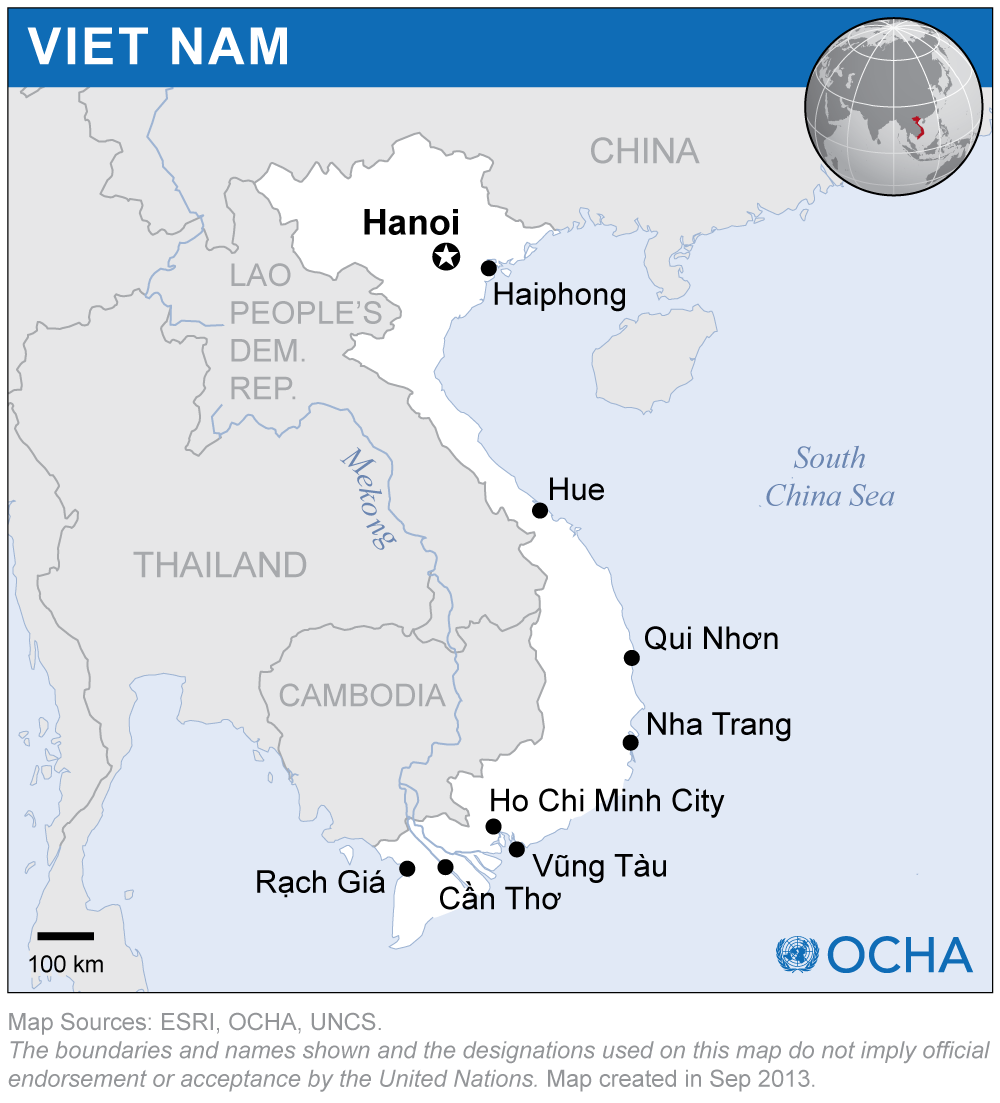 VIET NAM
CHINA
Hanoi
Haiphong
LAO
PEOPLE'S
DEM.
REP.
South
China Sea
Mekong
Hue
THAILAND
Qui Nhơn
CAMBODIA
Nha Trang
Ho Chi Minh City
Vũng Tàu
Rạch Giá
Cần Thơ
100 km
OCHA
Map Sources: ESRI, OCHA, UNCS.
The boundaries and names shown and the designations used on this map do not imply official
endorsement or acceptance by the United Nations. Map created in Sep 2013.